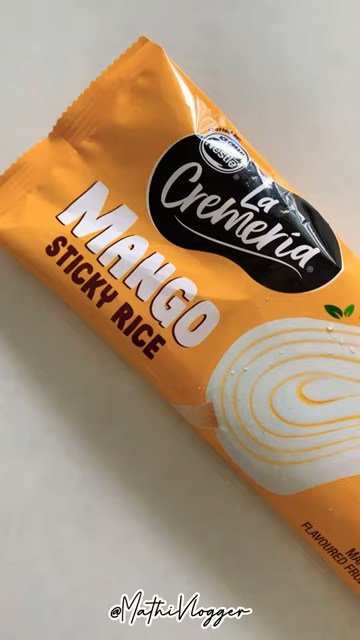 Nestlé
La
Cremeria
MANGO
STICKY RICE
FLAVOURED
@MathiVlogger